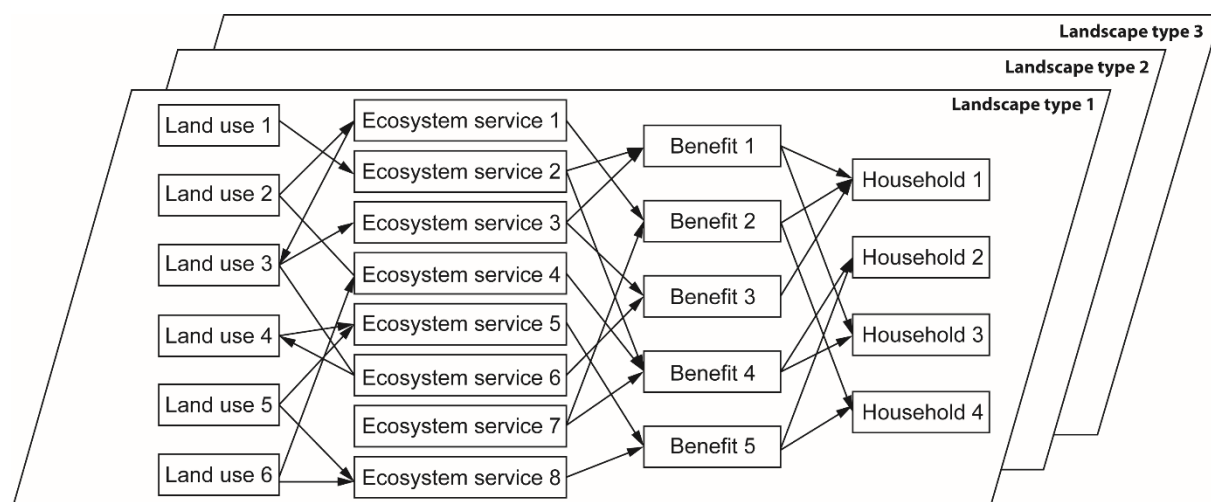 Landscape type 3
Landscape type 2
Landscape type 1
Land use 1
Land use 2
Land use 3
Land use 4
Land use 5
Land use 6
Ecosystem service 1
Ecosystem service 2
Ecosystem service 3
Ecosystem service 4
Ecosystem service 5
Ecosystem service 6
Ecosystem service 7
Ecosystem service 8
Benefit 1
Benefit 2
Benefit 3
Benefit 4
Benefit 5
Household 1
Household 2
Household 3
Household 4